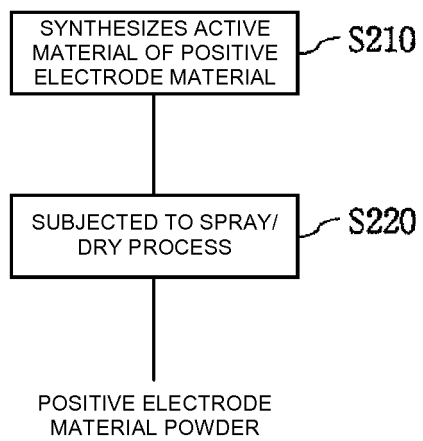 SYNTHESIZES ACTIVE
MATERIAL OF POSITIVE
ELECTRODE MATERIAL
S210
SUBJECTED TO SPRAY/
DRY PROCESS
S220
POSITIVE ELECTRODE
MATERIAL POWDER